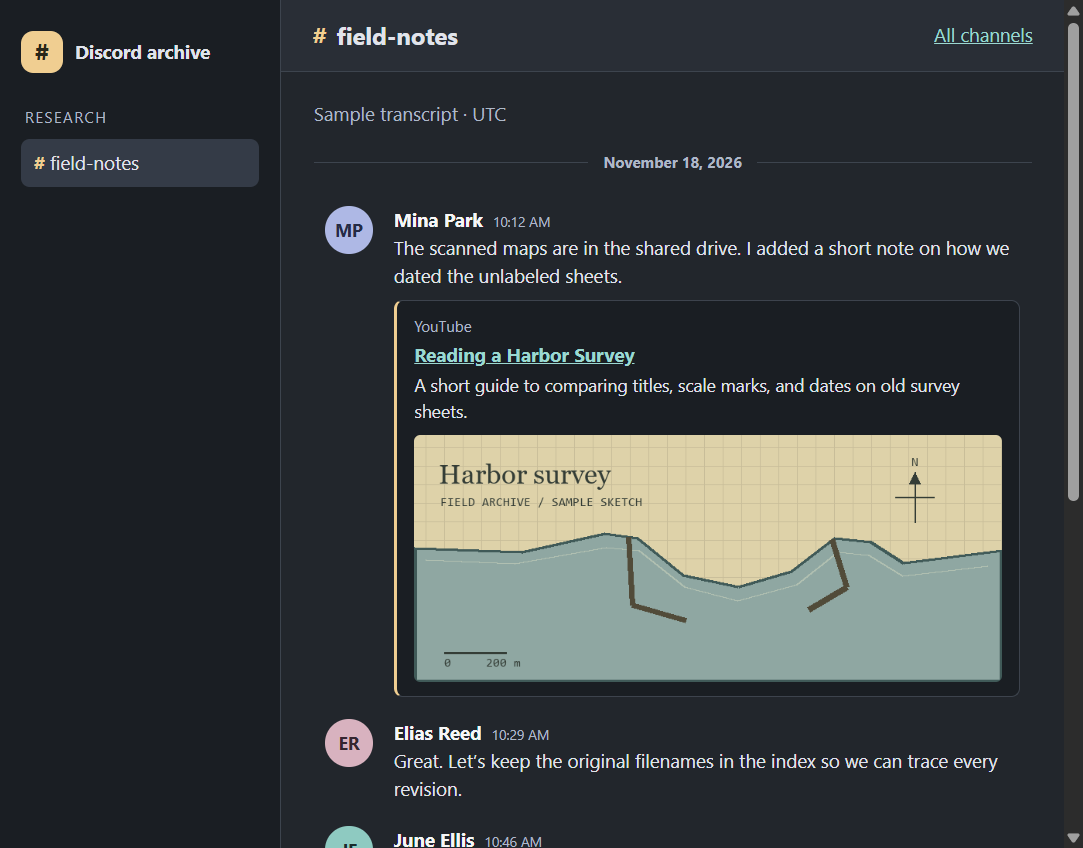 #
Discord archive
RESEARCH
# field-notes
# field-notes
All channels
Sample transcript · UTC
November 18, 2026
MP
Mina Park 10:12 AM
The scanned maps are in the shared drive. I added a short note on how we
dated the unlabeled sheets.
YouTube
Reading a Harbor Survey
A short guide to comparing titles, scale marks, and dates on old survey
sheets.
Harbor survey
FIELD ARCHIVE / SAMPLE SKETCH
N
0 200 m
ER
Elias Reed 10:29 AM
Great. Let's keep the original filenames in the index so we can trace every
revision.
June Ellis 10:46 AM